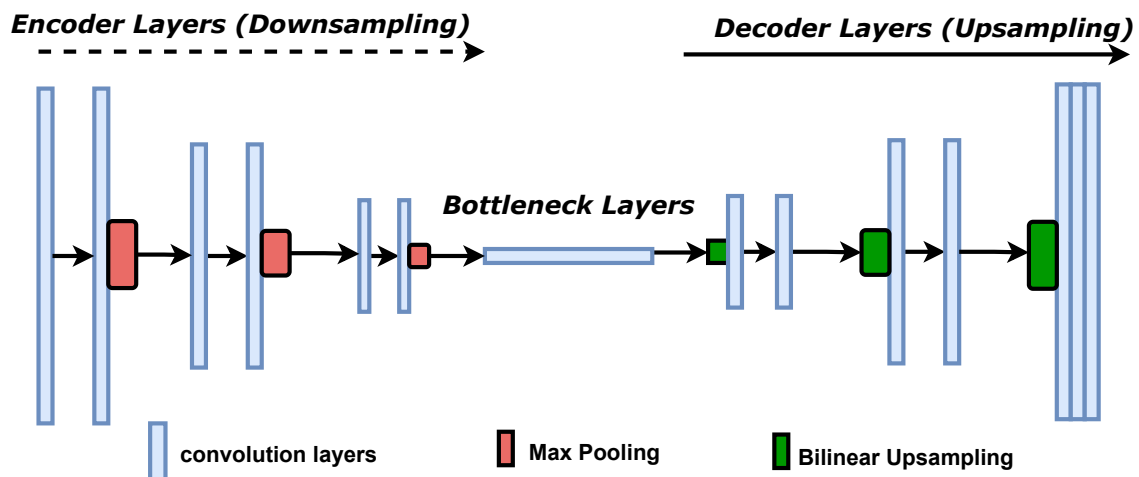 Encoder Layers (Downsampling)
Decoder Layers (Upsampling)
Bottleneck Layers
convolution layers
Max Pooling
Bilinear Upsampling